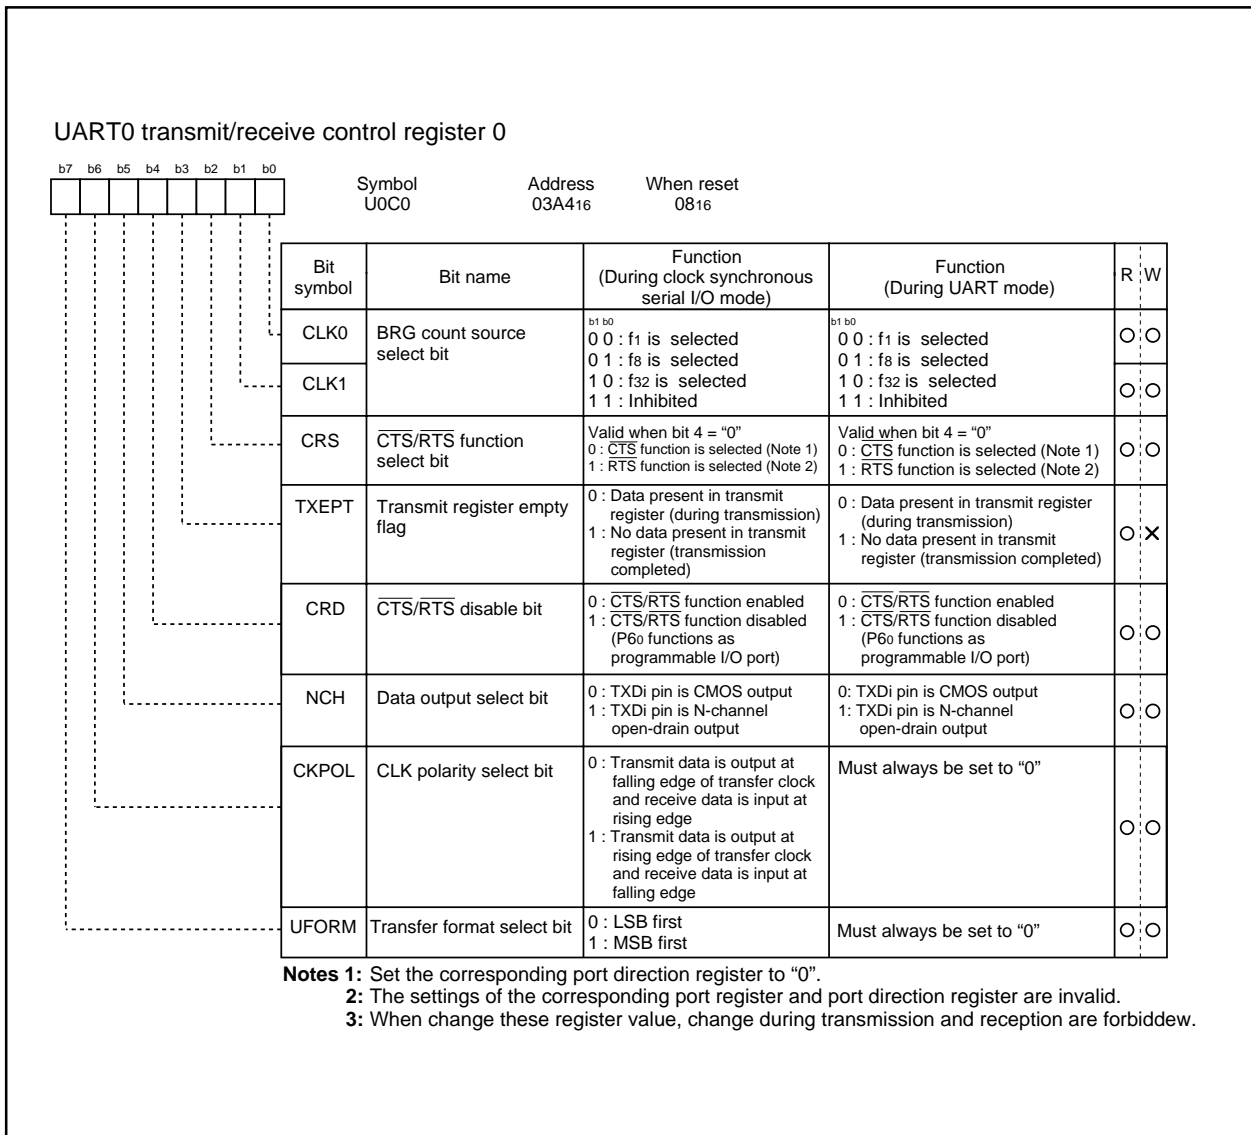 UART0 transmit/receive control register 0
b7 b6 b5 b4 b3 b2 b1 b0
Symbol Address When reset
U0C0 03A416 0816
Bit symbol Bit name Function (During clock synchronous serial I/O mode) Function (During UART mode) R W
CLK0 BRG count source select bit
b1 b0
0 0 : f1 is selected
0 1 : f8 is selected
1 0 : f32 is selected
1 1 : Inhibited
b1 b0
0 0 : f1 is selected
0 1 : f8 is selected
1 0 : f32 is selected
1 1 : Inhibited
CLK1
CRS
CTS/RTS function
select bit
Valid when bit 4 = “0”
0 : CTS function is selected (Note 1)
1 : RTS function is selected (Note 2)
Valid when bit 4 = “0”
0 : CTS function is selected (Note 1)
1 : RTS function is selected (Note 2)
TXEPT
Transmit register empty
flag
0 : Data present in transmit
register (during transmission)
1 : No data present in transmit
register (transmission
completed)
0 : Data present in transmit register
(during transmission)
1 : No data present in transmit
register (transmission completed)
CRD
CTS/RTS disable bit
0 : CTS/RTS function enabled
1 : CTS/RTS function disabled
(P60 functions as
programmable I/O port)
0 : CTS/RTS function enabled
1 : CTS/RTS function disabled
(P60 functions as
programmable I/O port)
NCH
Data output select bit
0 : TXDi pin is CMOS output
1 : TXDi pin is N-channel
open-drain output
0: TXDi pin is CMOS output
1: TXDi pin is N-channel
open-drain output
CKPOL
CLK polarity select bit
0 : Transmit data is output at
falling edge of transfer clock
and receive data is input at
rising edge
1 : Transmit data is output at
rising edge of transfer clock
and receive data is input at
falling edge
Must always be set to “0”
UFORM
Transfer format select bit
0 : LSB first
1 : MSB first
Must always be set to “0”
Notes 1: Set the corresponding port direction register to “0”.
2: The settings of the corresponding port register and port direction register are invalid.
3: When change these register value, change during transmission and reception are forbiddew.